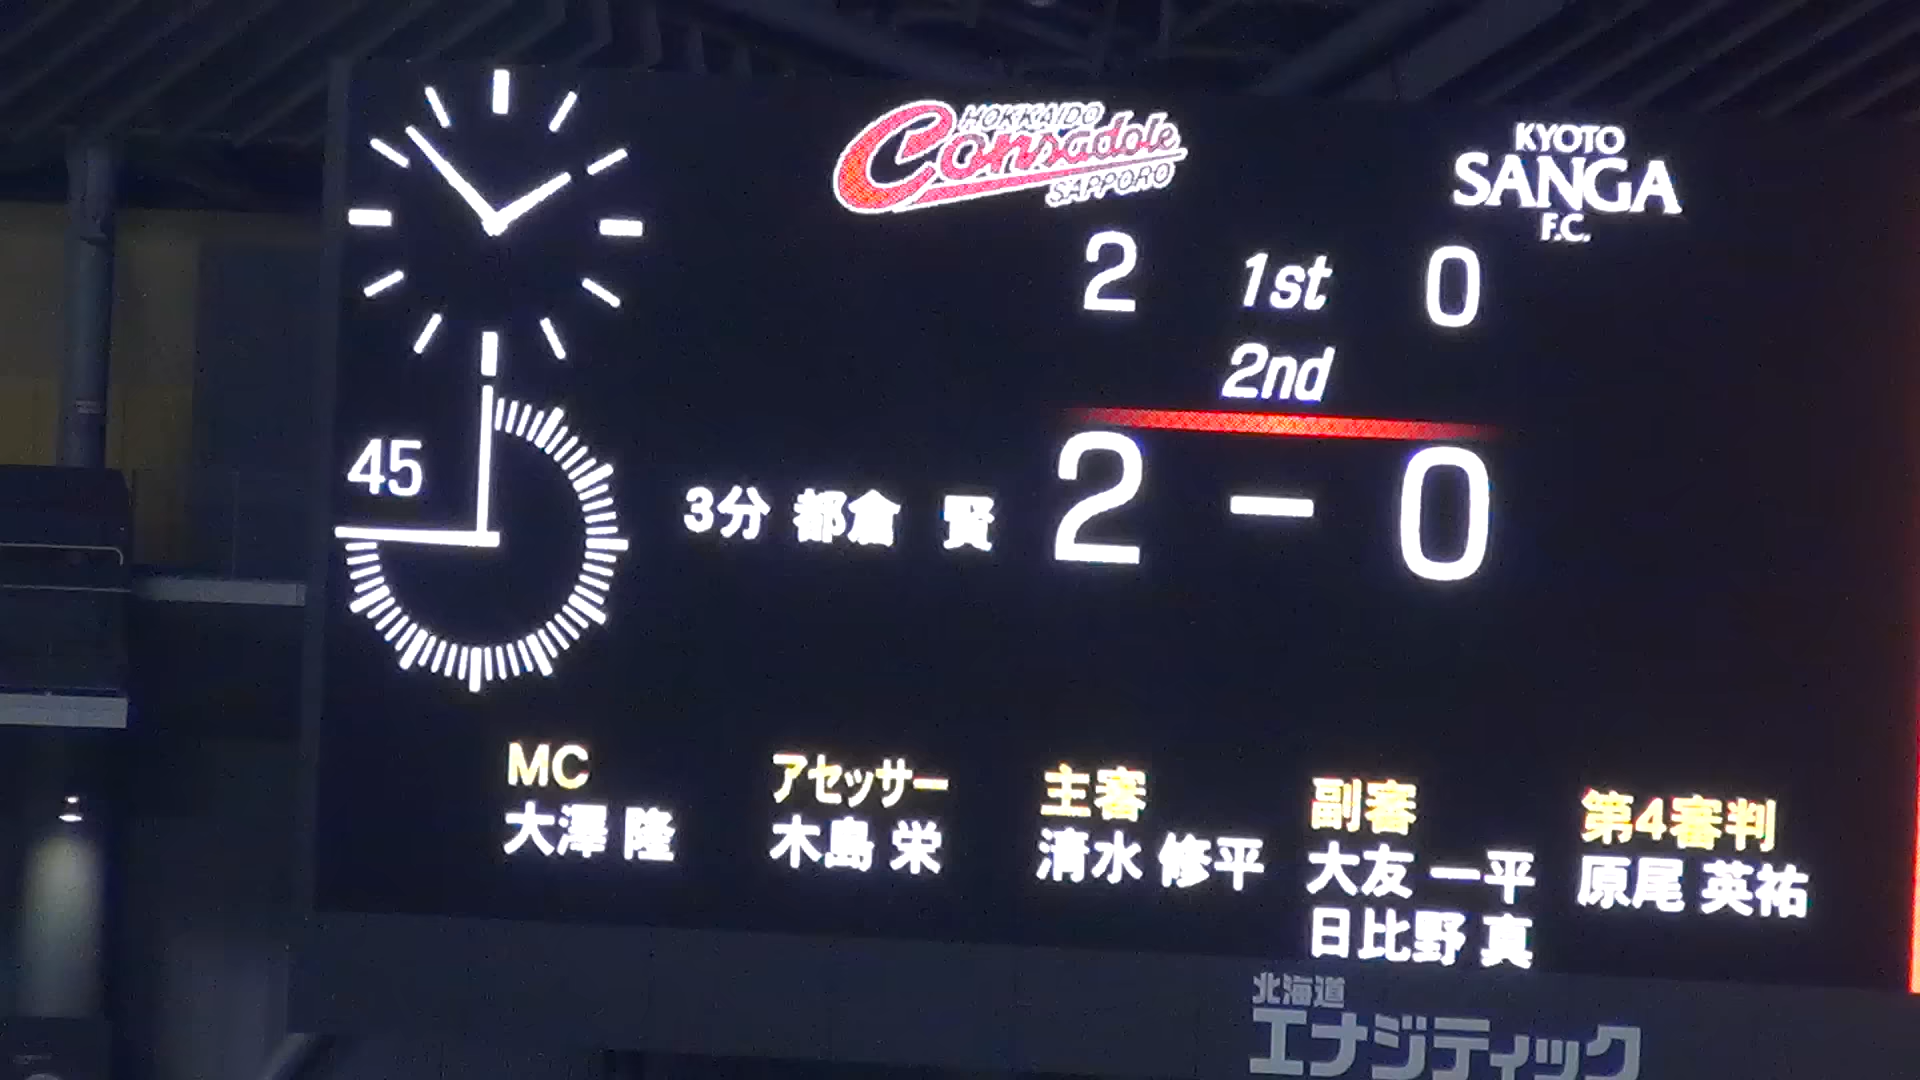 HOKKAIDO
Consadole
SAPPORO
KYOTO
SANGA
F.C.
2 1st 0
2nd
45
3分 都倉 賢 2 - 0
MC
大澤 隆
アセッサー
木島 栄
主審
清水 修平
副審
大友 一平
日比野 真
第4審判
原尾 英祐
北海道
エナジティック